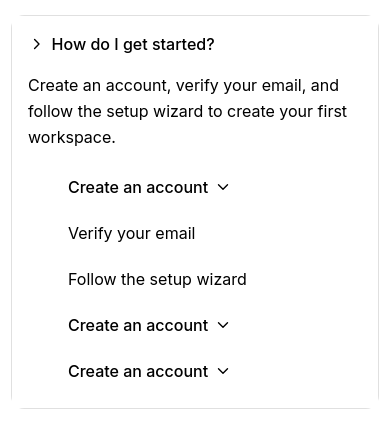 How do I get started?
Create an account, verify your email, and
follow the setup wizard to create your first
workspace.
Create an account
Verify your email
Follow the setup wizard
Create an account
Create an account